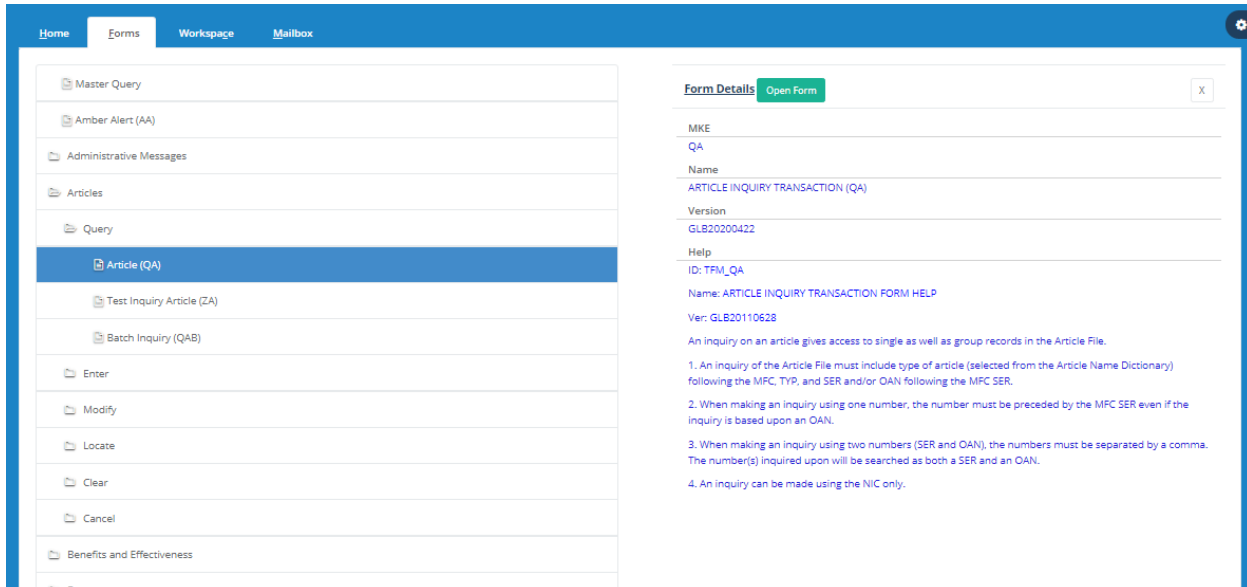 Home Forms Workspace Mailbox
Master Query
Amber Alert (AA)
Administrative Messages
Articles
Query
Article (QA)
Test Inquiry Article (ZA)
Batch Inquiry (QAB)
Enter
Modify
Locate
Clear
Cancel
Benefits and Effectiveness
Form Details Open Form X
MKE
QA
Name
ARTICLE INQUIRY TRANSACTION (QA)
Version
GLB20200422
Help
ID: TFM_QA
Name: ARTICLE INQUIRY TRANSACTION FORM HELP
Ver: GLB20110628
An inquiry on an article gives access to single as well as group records in the Article File.
1. An inquiry of the Article File must include type of article (selected from the Article Name Dictionary)
following the MFC, TYP, and SER and/or OAN following the MFC SER.
2. When making an inquiry using one number, the number must be preceded by the MFC SER even if the
inquiry is based upon an OAN.
3. When making an inquiry using two numbers (SER and OAN), the numbers must be separated by a comma.
The number(s) inquired upon will be searched as both a SER and an OAN.
4. An inquiry can be made using the NIC only.